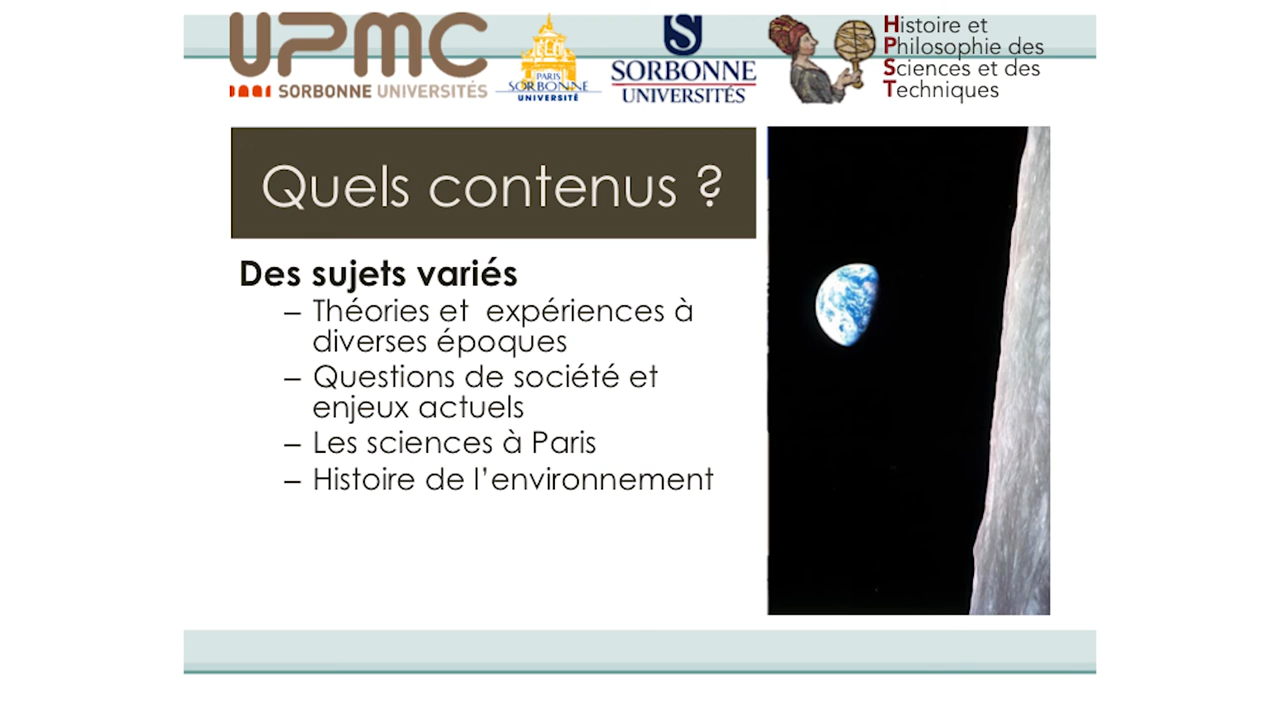 UPMC
SORBONNE UNIVERSITÉS
PARIS
SORBONNE
UNIVERSITÉ
S
SORBONNE
UNIVERSITÉS
Histoire et
Philosophie des
Sciences et des
Techniques
Quels contenus ?
Des sujets variés
– Théories et  expériences à
diverses époques
– Questions de société et
enjeux actuels
– Les sciences à Paris
– Histoire de l’environnement